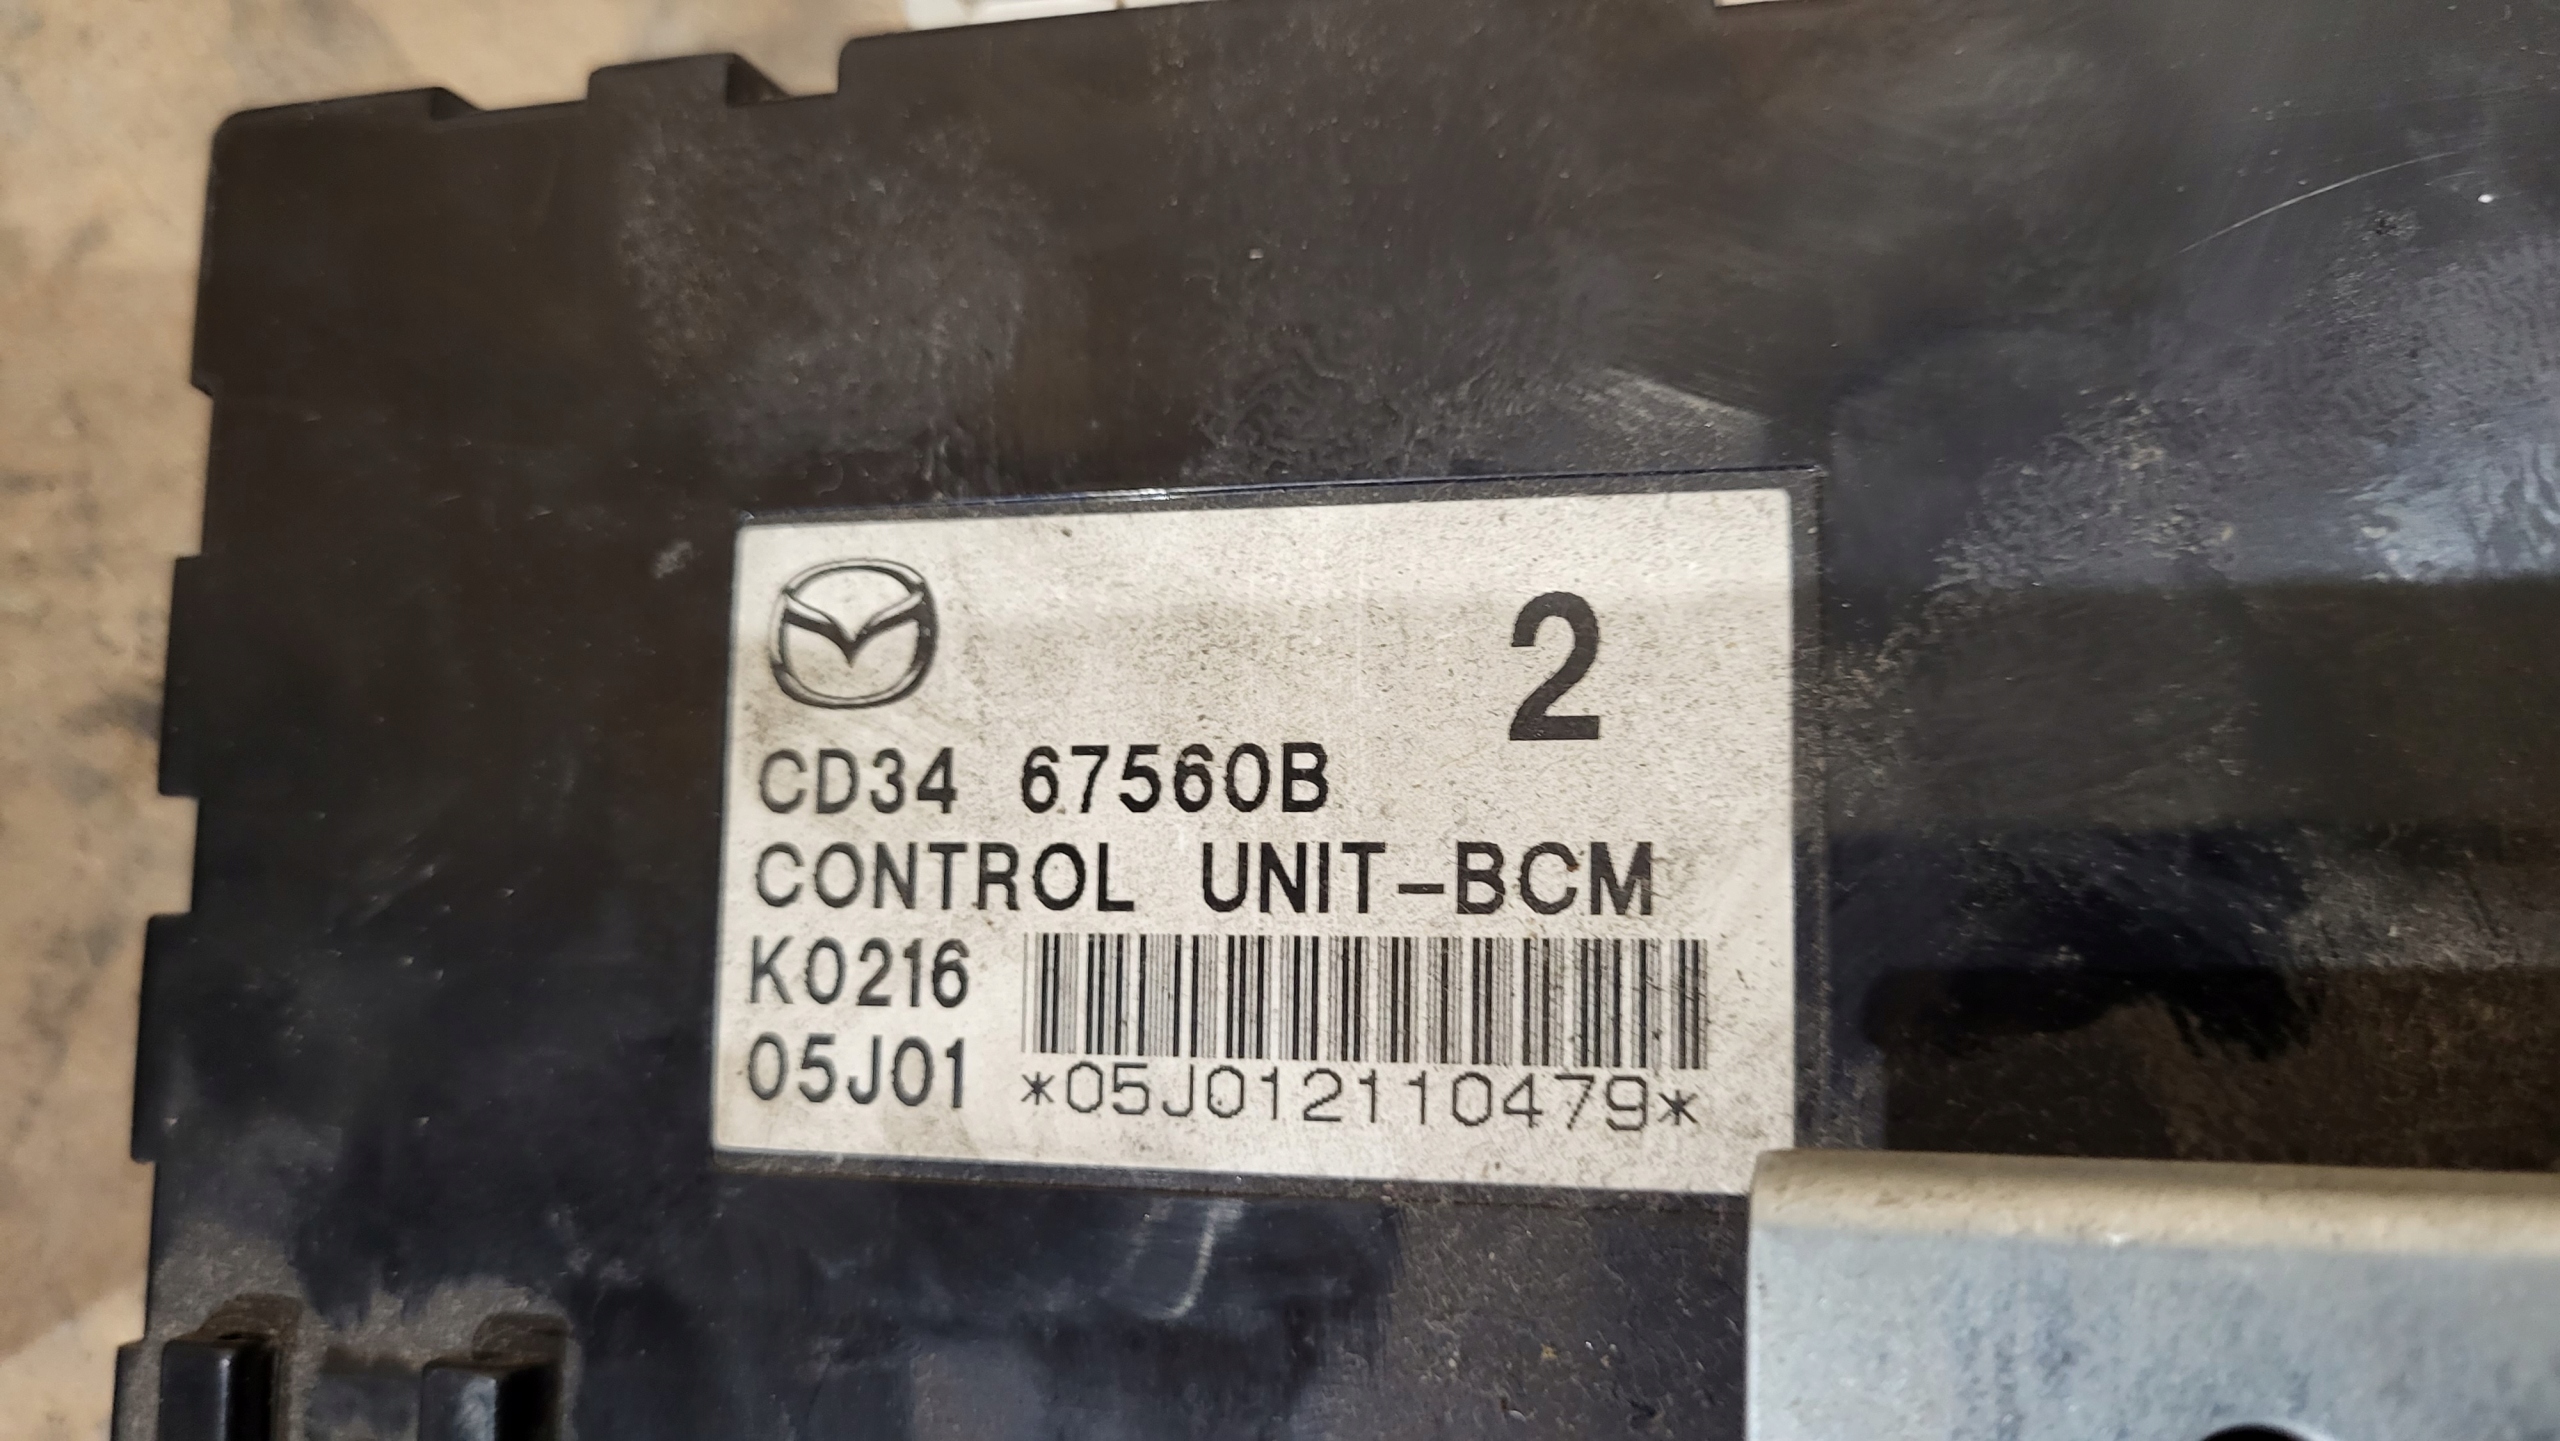 2
CD34 67560B
CONTROL UNIT-BCM
K0216
05J01
*05J012110479*